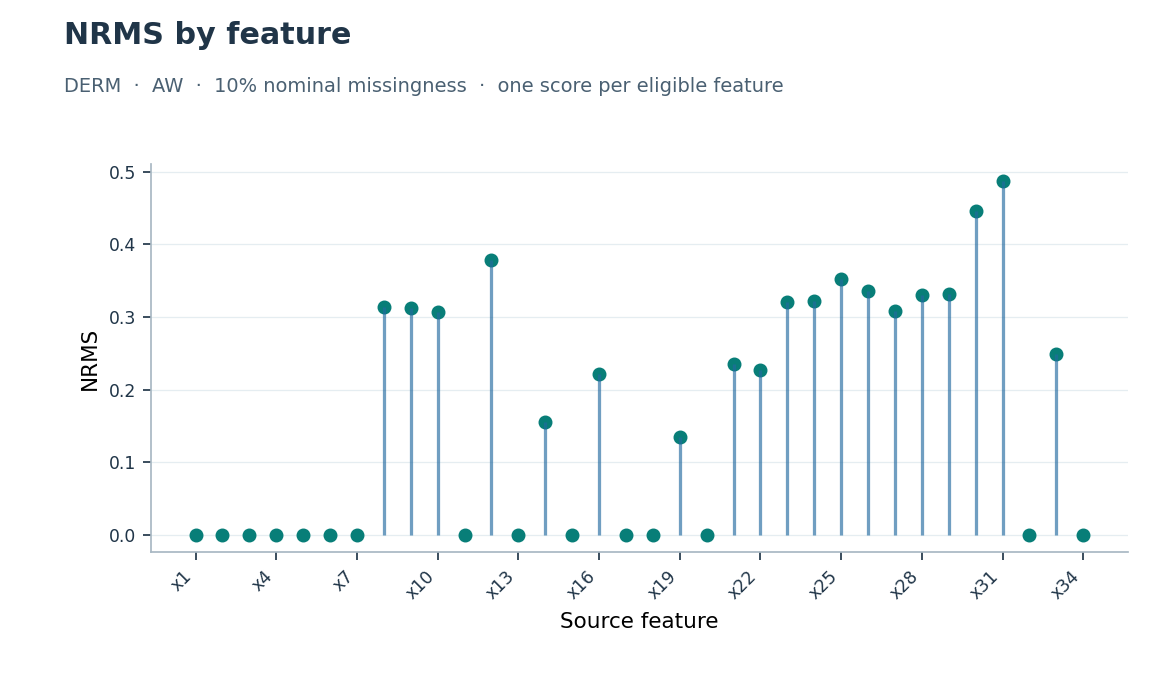 NRMS by feature
DERM · AW · 10% nominal missingness · one score per eligible feature
0.5
0.4
0.3
0.2
0.1
0.0
NRMS
x1 x4 x7 x10 x13 x16 x19 x22 x25 x28 x31 x34
Source feature